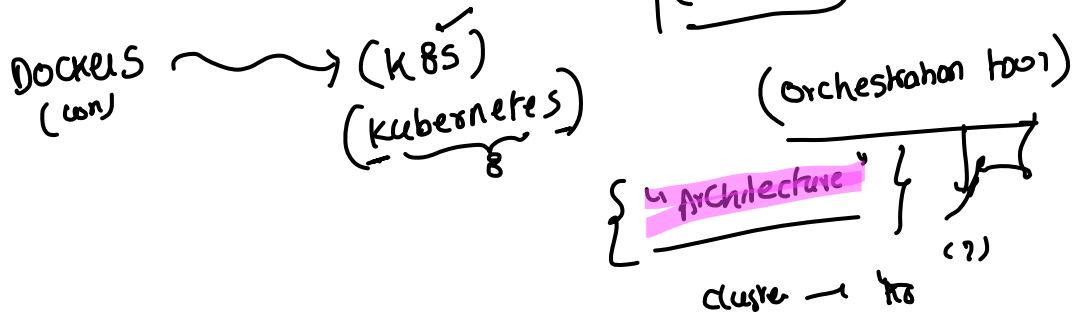 Dockers (K8S)
(con)
(kubernetes)
8
(orchestration tool)
{ "Architecture" }
(?)
cluster →